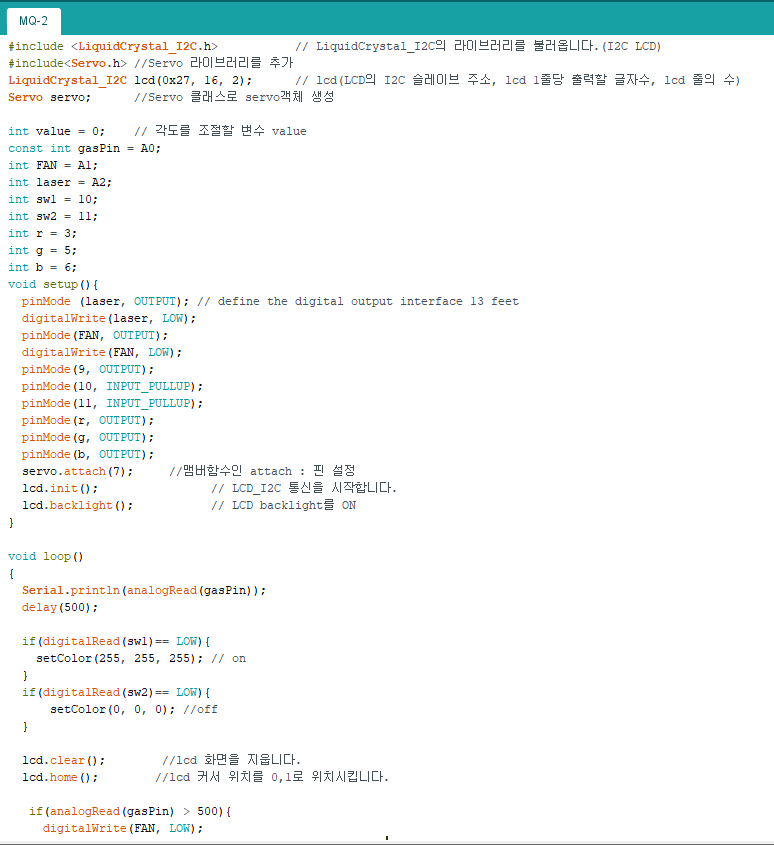 MQ-2
#include <LiquidCrystal_I2C.h>           // LiquidCrystal_I2C의 라이브러리를 불러옵니다.(I2C LCD)
#include<Servo.h> //Servo 라이브러리를 추가
LiquidCrystal_I2C lcd(0x27, 16, 2);      // lcd(LCD의 I2C 슬레이브 주소, lcd 1줄당 출력할 글자수, lcd 줄의 수)
Servo servo;      //Servo 클래스로 servo객체 생성

int value = 0;    // 각도를 조절할 변수 value
const int gasPin = A0;
int FAN = A1;
int laser = A2;
int sw1 = 10;
int sw2 = 11;
int r = 3;
int g = 5;
int b = 6;
void setup(){
  pinMode (laser, OUTPUT); // define the digital output interface 13 feet
  digitalWrite(laser, LOW);
  pinMode(FAN, OUTPUT);
  digitalWrite(FAN, LOW);
  pinMode(9, OUTPUT);
  pinMode(10, INPUT_PULLUP);
  pinMode(11, INPUT_PULLUP);
  pinMode(r, OUTPUT);
  pinMode(g, OUTPUT);
  pinMode(b, OUTPUT);
  servo.attach(7);     //맴버함수인 attach : 핀 설정
  lcd.init();                // LCD_I2C 통신을 시작합니다.
  lcd.backlight();           // LCD backlight를 ON
}

void loop()
{
  Serial.println(analogRead(gasPin));
  delay(500);

  if(digitalRead(sw1)== LOW){
    setColor(255, 255, 255); // on
  }
  if(digitalRead(sw2)== LOW){
      setColor(0, 0, 0); //off
  }

  lcd.clear();        //lcd 화면을 지웁니다.
  lcd.home();        //lcd 커서 위치를 0,1로 위치시킵니다.

   if(analogRead(gasPin) > 500){
     digitalWrite(FAN, LOW);